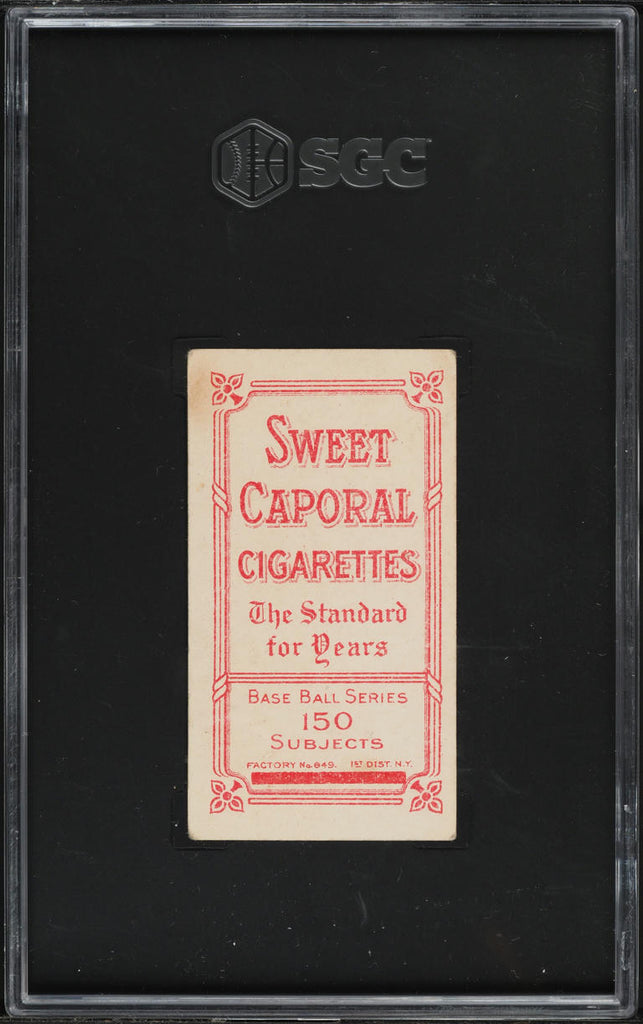 SGC
SWEET
CAPORAL
CIGARETTES
The Standard
for Years
BASE BALL SERIES
150
SUBJECTS
FACTORY No. 649. 1ST DIST. N.Y.